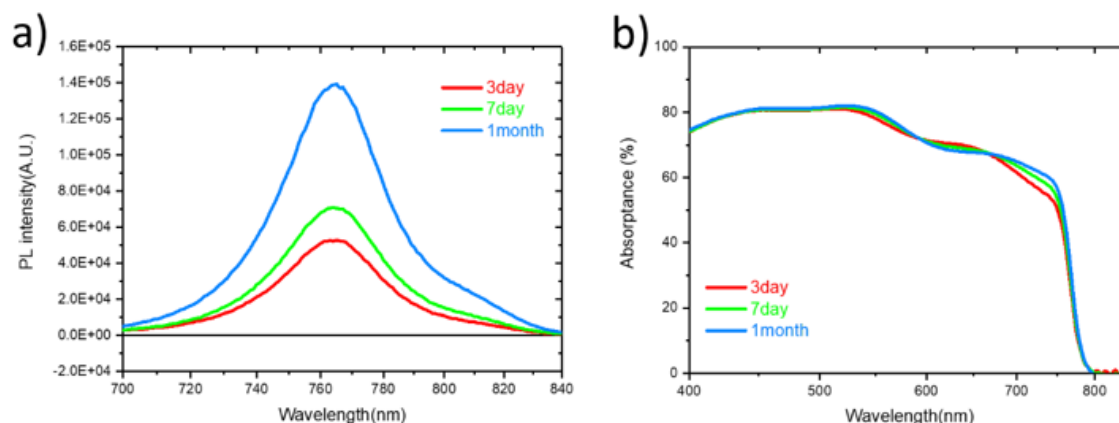 a)
PL intensity(A.U.)
1.6E+05
1.4E+05
1.2E+05
1.0E+05
8.0E+04
6.0E+04
4.0E+04
2.0E+04
0.0E+00
-2.0E+04
3day
7day
1month
700
720
740
760
780
800
820
840
Wavelength(nm)
b)
Absorptance (%)
100
80
60
40
20
0
3day
7day
1month
400
500
600
700
800
Wavelength(nm)